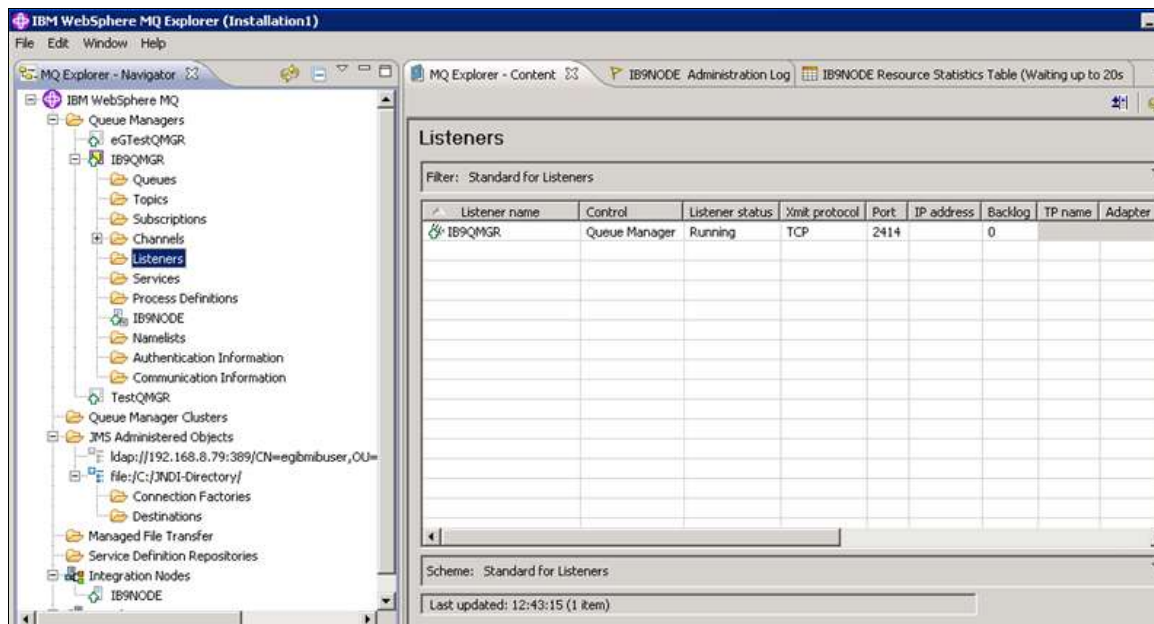 IBM WebSphere MQ Explorer (Installation1)
File Edit Window Help
MQ Explorer - Navigator
IBM WebSphere MQ
Queue Managers
eGTestQMGR
IB9QMGR
Queues
Topics
Subscriptions
Channels
Listeners
Services
Process Definitions
IB9NODE
Namelists
Authentication Information
Communication Information
TestQMGR
Queue Manager Clusters
JMS Administered Objects
ldap://192.168.8.79:389/CN=egibmibuser,OU=
file:/C:/JNDI-Directory/
Connection Factories
Destinations
Managed File Transfer
Service Definition Repositories
Integration Nodes
IB9NODE
MQ Explorer - Content IB9NODE Administration Log IB9NODE Resource Statistics Table (Waiting up to 20s
Listeners
Filter: Standard for Listeners
Listener name Control Listener status Xmit protocol Port IP address Backlog TP name Adapter
IB9QMGR Queue Manager Running TCP 2414 0
Scheme: Standard for Listeners
Last updated: 12:43:15 (1 item)